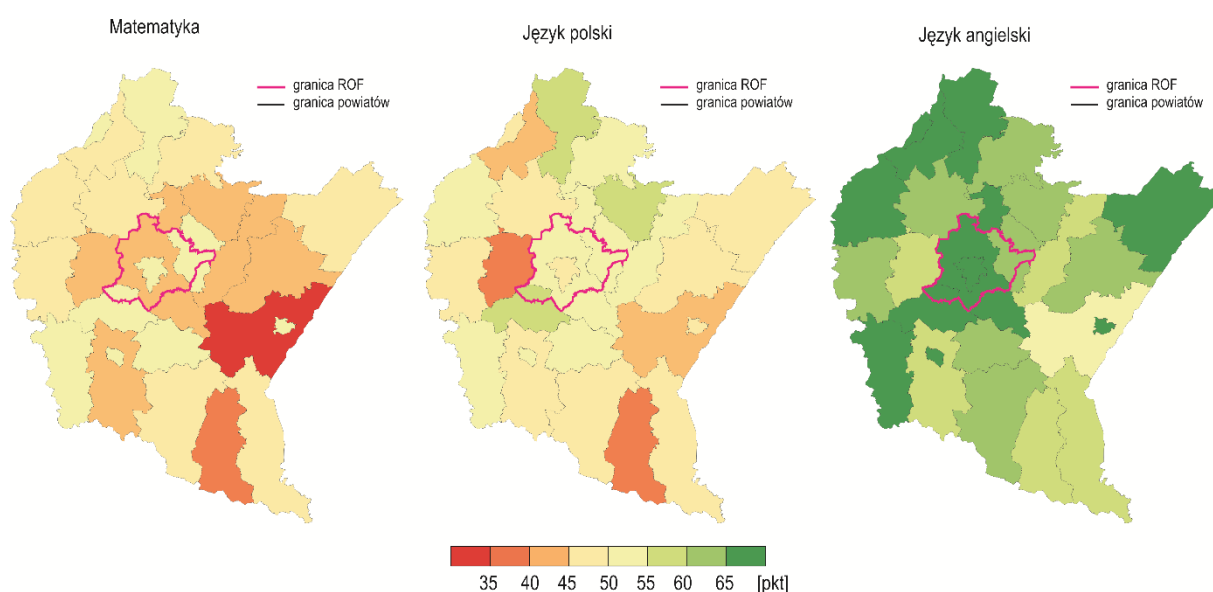 Matematyka
granica ROF
granica powiatów
Język polski
granica ROF
granica powiatów
Język angielski
granica ROF
granica powiatów
35 40 45 50 55 60 65 [pkt]